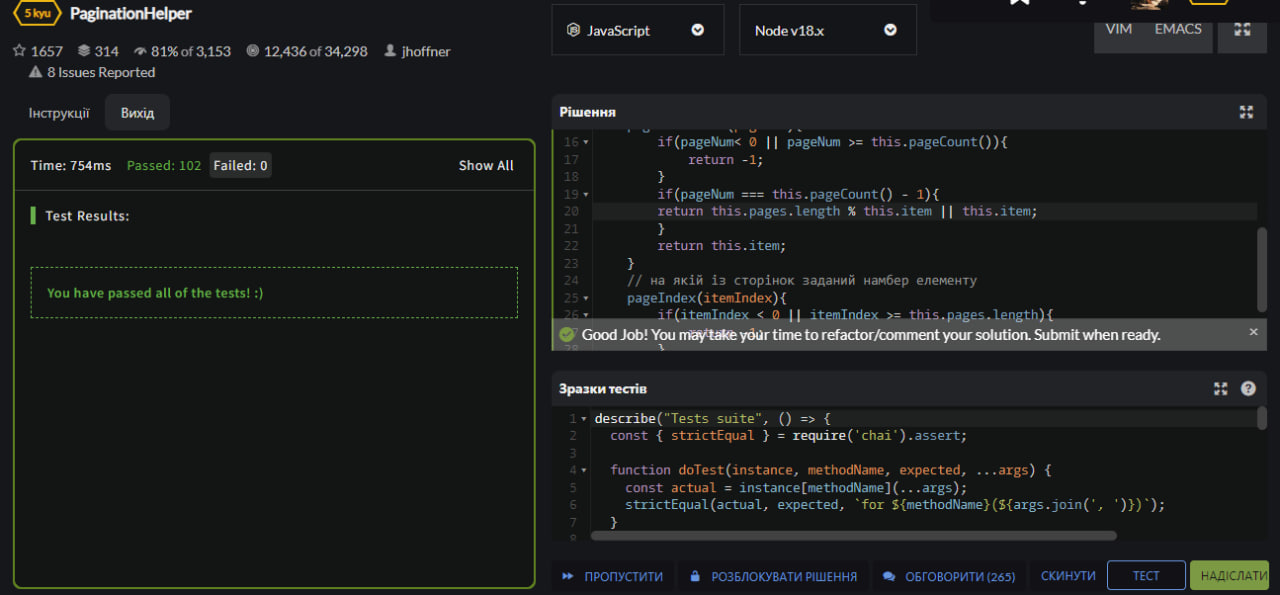 5 kyu PaginationHelper
1657 314 81% of 3,153 12,436 of 34,298 jhoffner
8 Issues Reported
Інструкції Вихід
Time: 754ms Passed: 102 Failed: 0 Show All
Test Results:
You have passed all of the tests! :)
JavaScript Node v18.x VIM EMACS
Рішення
16 if(pageNum< 0 || pageNum >= this.pageCount()){
17 return -1;
18 }
19 if(pageNum === this.pageCount() - 1){
20 return this.pages.length % this.item || this.item;
21 }
22 return this.item;
23 }
24 // на якій із сторінок заданий намбер елементу
25 pageIndex(itemIndex){
26 if(itemIndex < 0 || itemIndex >= this.pages.length){
Good Job! You may take your time to refactor/comment your solution. Submit when ready.
28 }
Зразки тестів
1 describe("Tests suite", () => {
2 const { strictEqual } = require('chai').assert;
3
4 function doTest(instance, methodName, expected, ...args) {
5 const actual = instance[methodName](...args);
6 strictEqual(actual, expected, `for ${methodName}(${args.join(', ')})`);
7 }
8
ПРОПУСТИТИ РОЗБЛОКУВАТИ РІШЕННЯ ОБГОВОРИТИ (265) СКИНУТИ ТЕСТ НАДІСЛАТИ